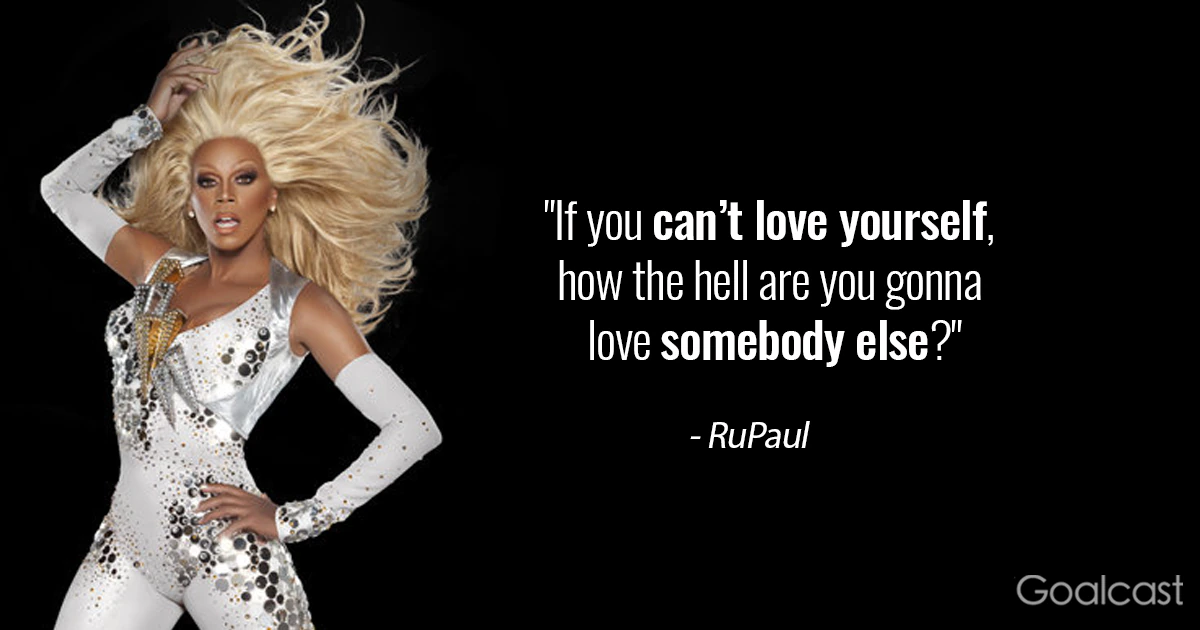 "If you can’t love yourself,
how the hell are you gonna
love somebody else?"
- RuPaul
Goalcast